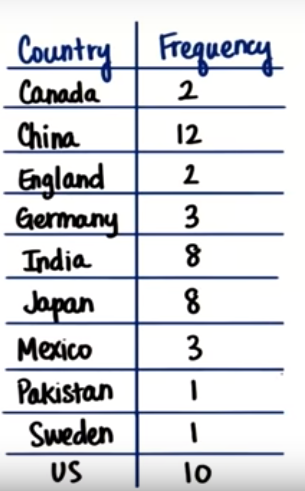 Country Frequency
Canada 2
China 12
England 2
Germany 3
India 8
Japan 8
Mexico 3
Pakistan 1
Sweden 1
US 10